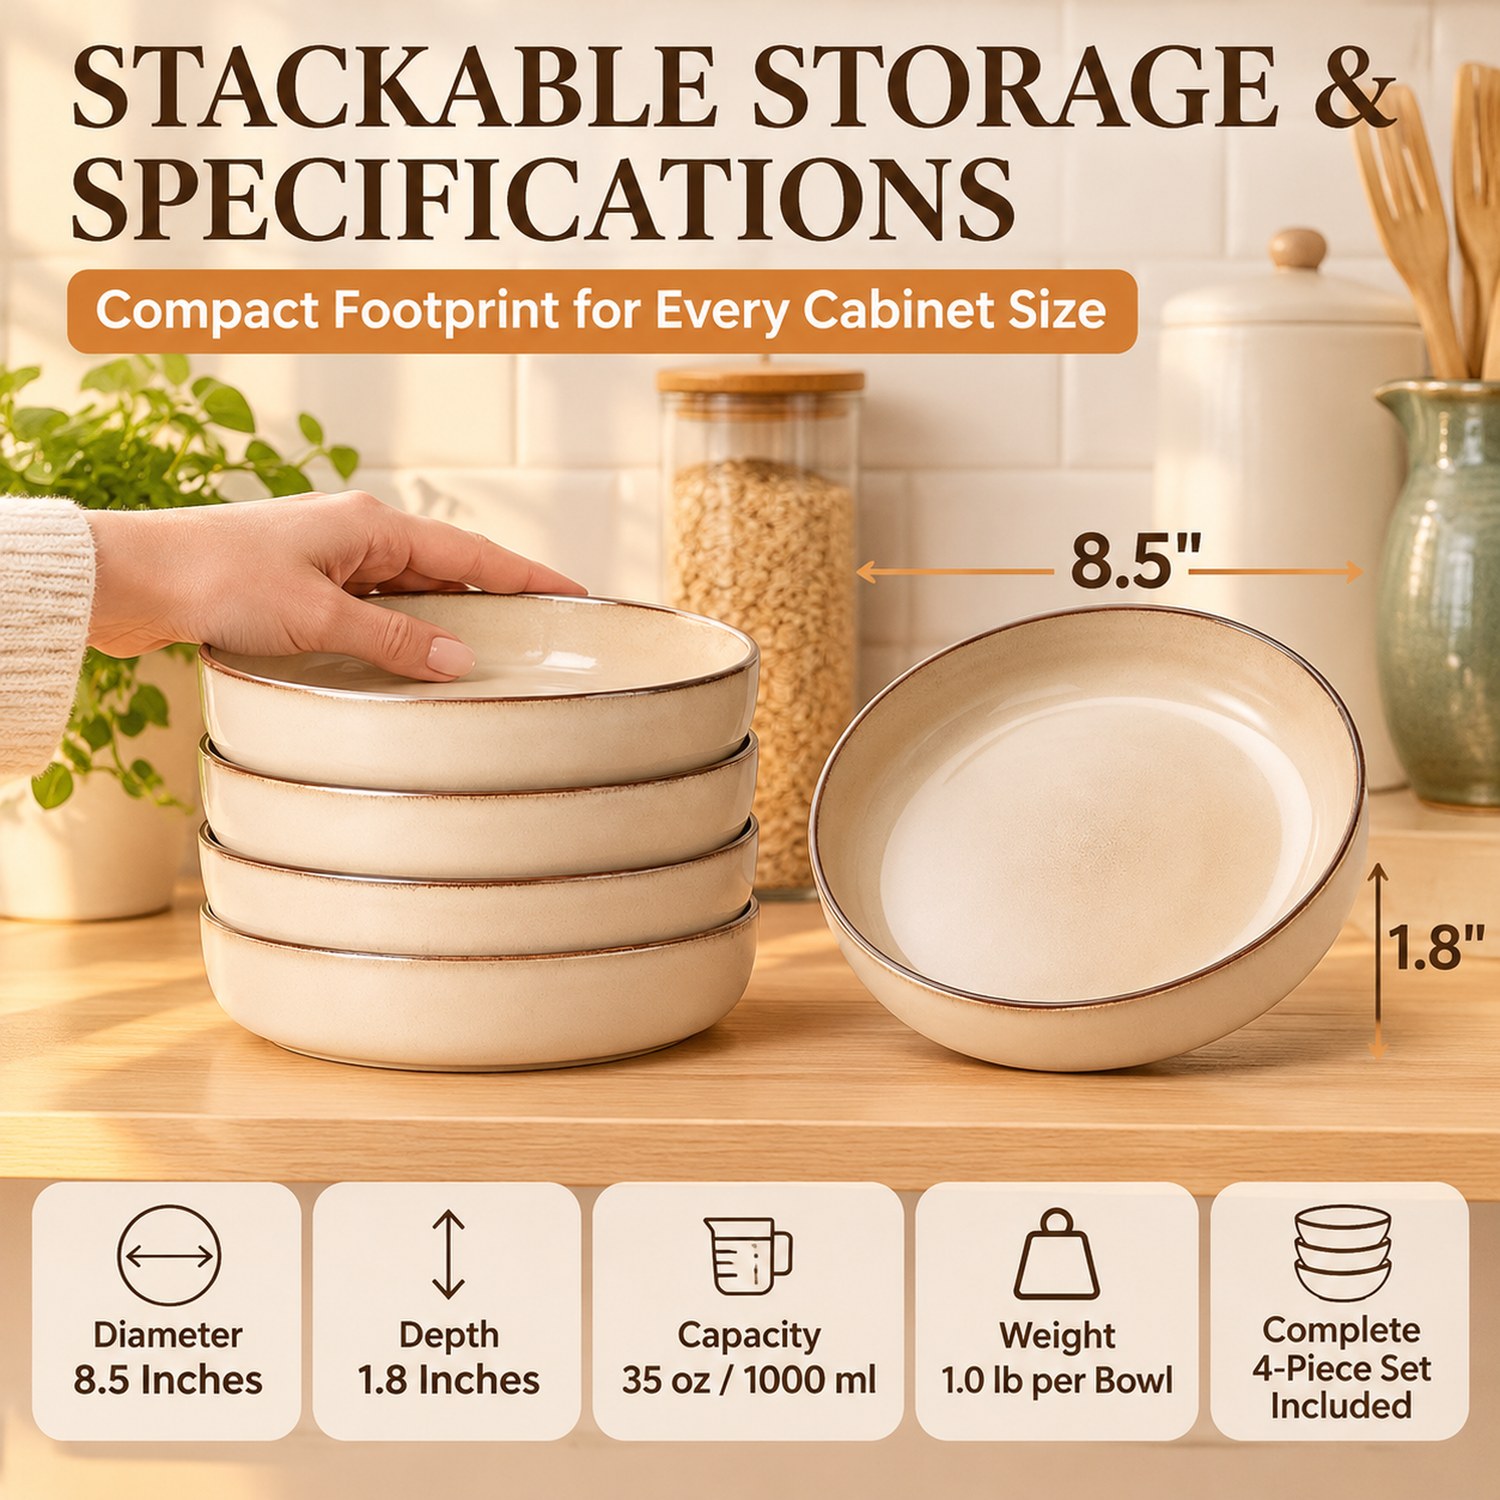 STACKABLE STORAGE &
SPECIFICATIONS
Compact Footprint for Every Cabinet Size
8.5"
1.8"
Diameter
8.5 Inches
Depth
1.8 Inches
Capacity
35 oz / 1000 ml
Weight
1.0 lb per Bowl
Complete
4-Piece Set
Included